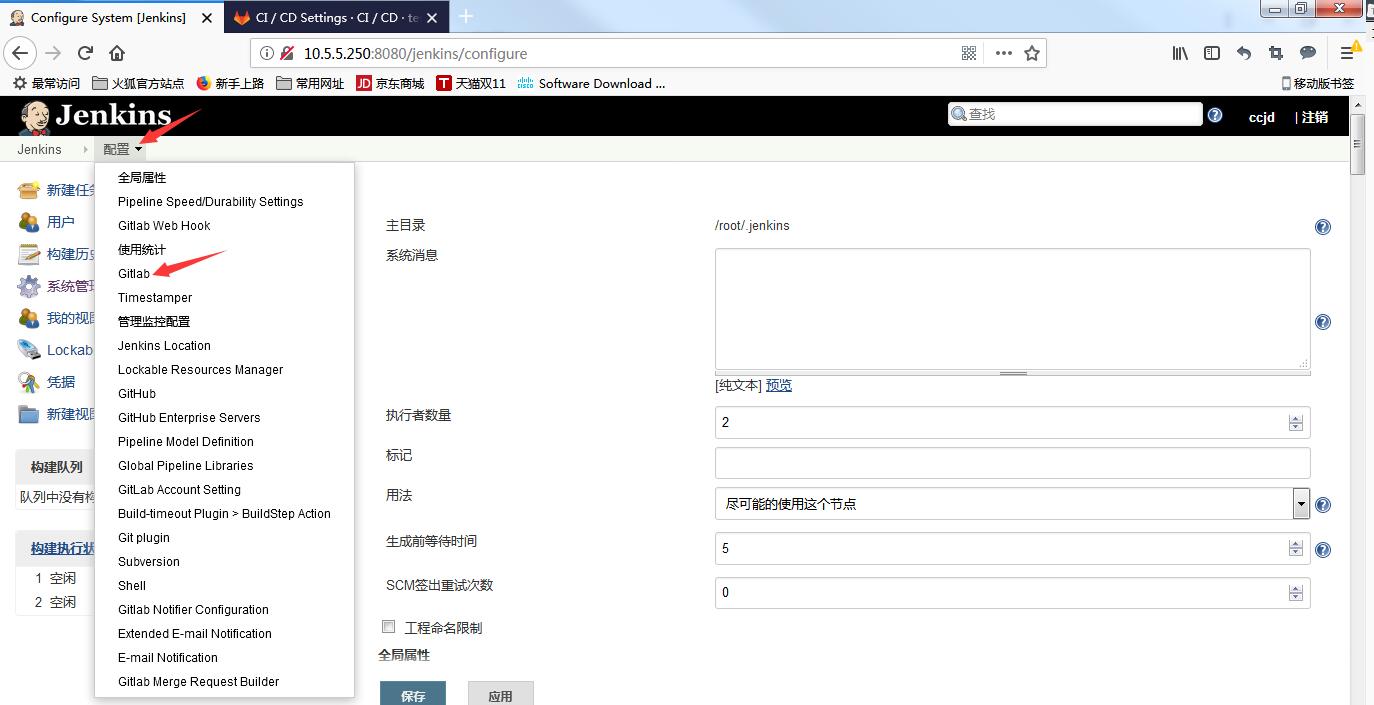 Configure System [Jenkins]
CI / CD Settings · CI / CD · te
10.5.5.250:8080/jenkins/configure
最常访问
火狐官方站点
新手上路
常用网址
JD 京东商城
T 天猫双11
cisco Software Download ...
移动版书签
Jenkins
查找
ccjd
| 注销
Jenkins
配置
新建任务
用户
构建历史
系统管理
我的视图
Lockab
凭据
新建视图
构建队列
队列中没有构
构建执行状
1 空闲
2 空闲
全局属性
Pipeline Speed/Durability Settings
Gitlab Web Hook
使用统计
Gitlab
Timestamper
管理监控配置
Jenkins Location
Lockable Resources Manager
GitHub
GitHub Enterprise Servers
Pipeline Model Definition
Global Pipeline Libraries
GitLab Account Setting
Build-timeout Plugin > BuildStep Action
Git plugin
Subversion
Shell
Gitlab Notifier Configuration
Extended E-mail Notification
E-mail Notification
Gitlab Merge Request Builder
主目录
/root/.jenkins
系统消息
[纯文本] 预览
执行者数量
2
标记
用法
尽可能的使用这个节点
生成前等待时间
5
SCM签出重试次数
0
工程命名限制
全局属性
保存
应用